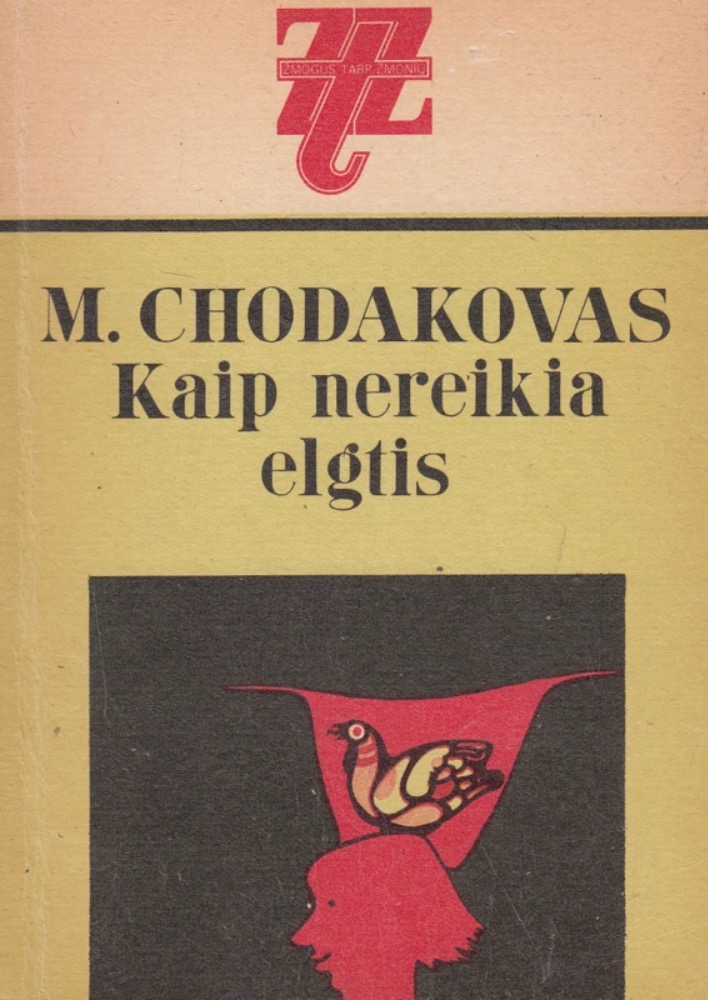 ŽMOGUS TARP ŽMONIŲ
M. CHODAKOVAS
Kaip nereikia
elgtis